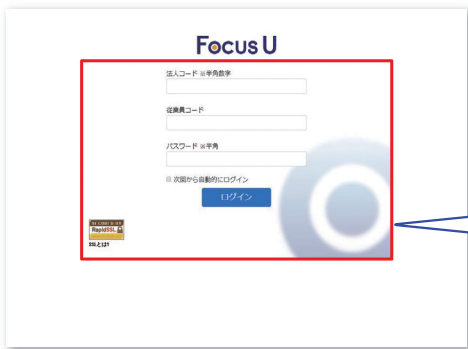 Focus U
法人コード ※半角数字
従業員コード
パスワード ※半角
次回から自動的にログイン
ログイン
RapidSSL
SSLとは?